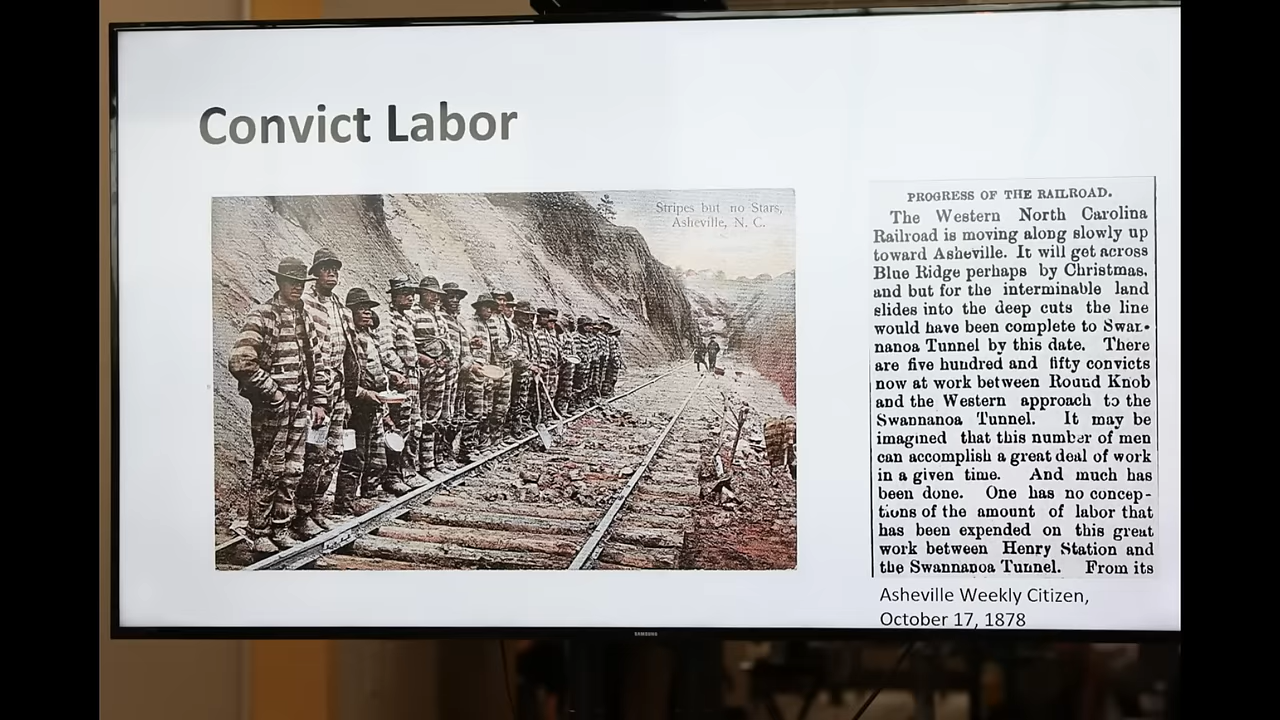 Convict Labor
Stripes but no Stars,
Asheville, N. C.
PROGRESS OF THE RAILROAD.
The Western North Carolina
Railroad is moving along slowly up
toward Asheville. It will get across
Blue Ridge perhaps by Christmas,
and but for the interminable land
slides into the deep cuts the line
would have been complete to Swan-
nanoa Tunnel by this date. There
are five hundred and fifty convicts
now at work between Round Knob
and the Western approach to the
Swannanoa Tunnel. It may be
imagined that this number of men
can accomplish a great deal of work
in a given time. And much has
been done. One has no concep-
tions of the amount of labor that
has been expended on this great
work between Henry Station and
the Swannanoa Tunnel. From its
Asheville Weekly Citizen,
October 17, 1878
SAMSUNG